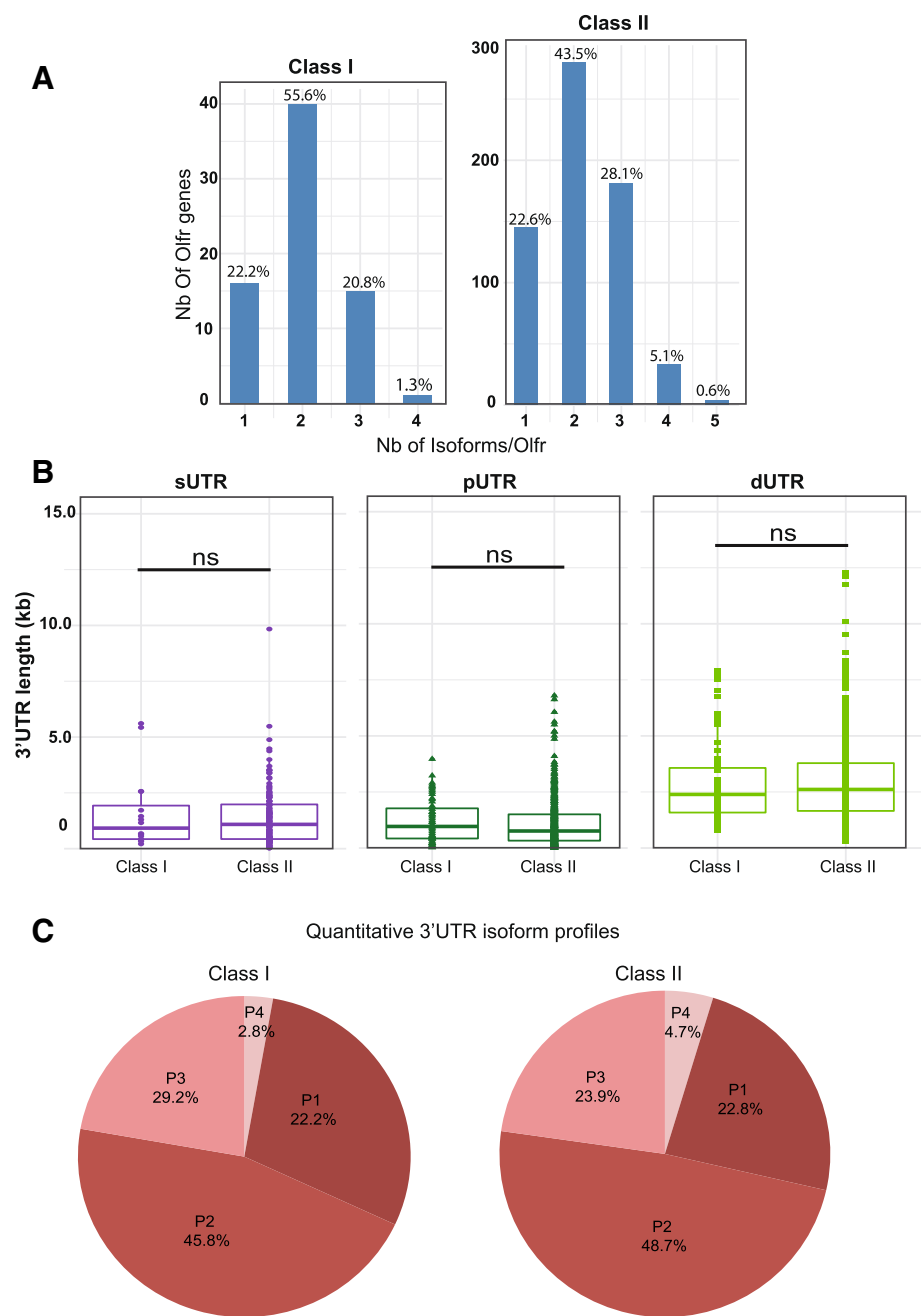 A
Class I
Class II
Nb Of Olfr genes
40
30
20
10
0
22.2%
55.6%
20.8%
1.3%
1
2
3
4
300
200
100
0
22.6%
43.5%
28.1%
5.1%
0.6%
1
2
3
4
5
Nb of Isoforms/Olfr
B
sUTR
pUTR
dUTR
3'UTR length (kb)
15.0
10.0
5.0
0
ns
ns
ns
Class I
Class II
Class I
Class II
Class I
Class II
C
Quantitative 3'UTR isoform profiles
Class I
Class II
P4
2.8%
P1
22.2%
P3
29.2%
P2
45.8%
P4
4.7%
P1
22.8%
P3
23.9%
P2
48.7%